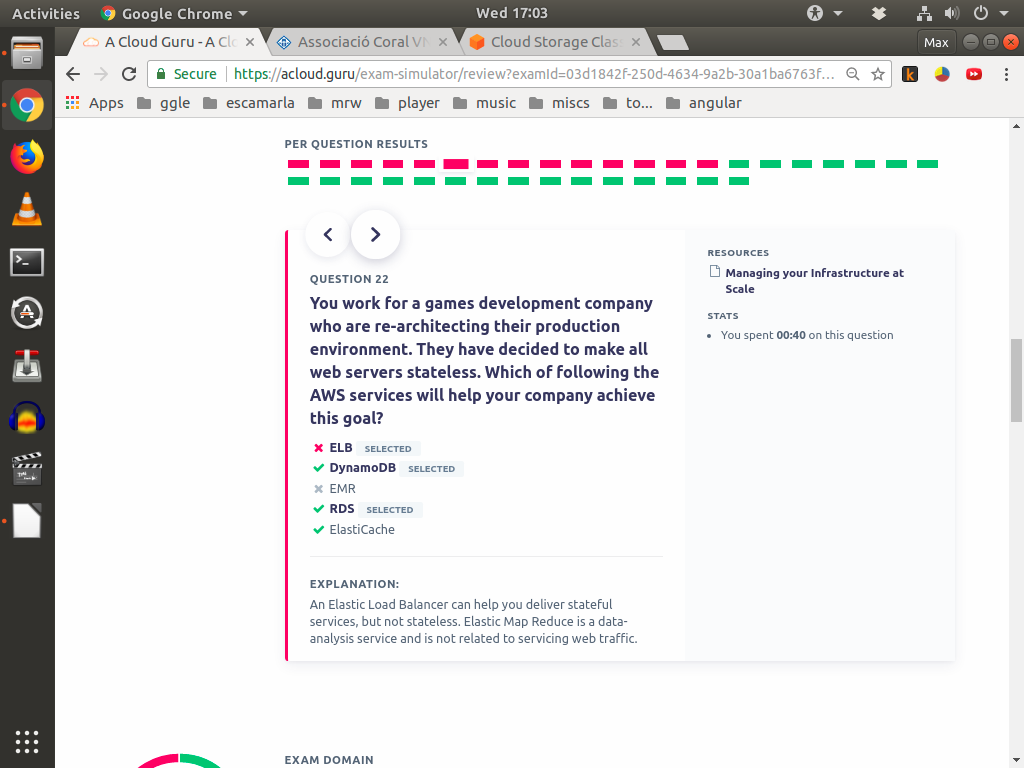 Activities
Google Chrome
Wed 17:03
A Cloud Guru - A Clo
Associació Coral VN
Cloud Storage Clas
Max
Secure
https://acloud.guru/exam-simulator/review?examId=03d1842f-250d-4634-9a2b-30a1ba6763f...
Apps
ggle
escamarla
mrw
player
music
miscs
to...
angular
PER QUESTION RESULTS
QUESTION 22
You work for a games development company
who are re-architecting their production
environment. They have decided to make all
web servers stateless. Which of following the
AWS services will help your company achieve
this goal?
ELB SELECTED
DynamoDB SELECTED
EMR
RDS SELECTED
ElastiCache
EXPLANATION:
An Elastic Load Balancer can help you deliver stateful
services, but not stateless. Elastic Map Reduce is a data-
analysis service and is not related to servicing web traffic.
RESOURCES
Managing your Infrastructure at
Scale
STATS
You spent 00:40 on this question
EXAM DOMAIN